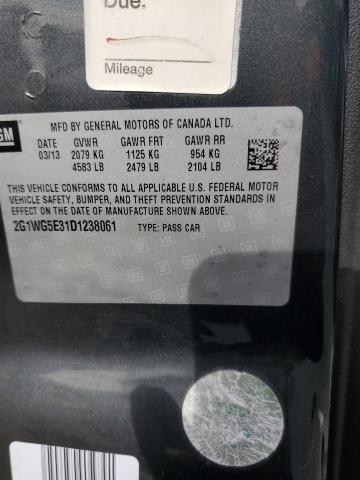 Due:
Mileage
GM
MFD BY GENERAL MOTORS OF CANADA LTD.
DATE GVWR GAWR FRT GAWR RR
03/13 2079 KG 1125 KG 954 KG
4583 LB 2479 LB 2104 LB
THIS VEHICLE CONFORMS TO ALL APPLICABLE U.S. FEDERAL MOTOR
VEHICLE SAFETY, BUMPER, AND THEFT PREVENTION STANDARDS IN
EFFECT ON THE DATE OF MANUFACTURE SHOWN ABOVE.
2G1WG5E31D1238061 TYPE: PASS CAR